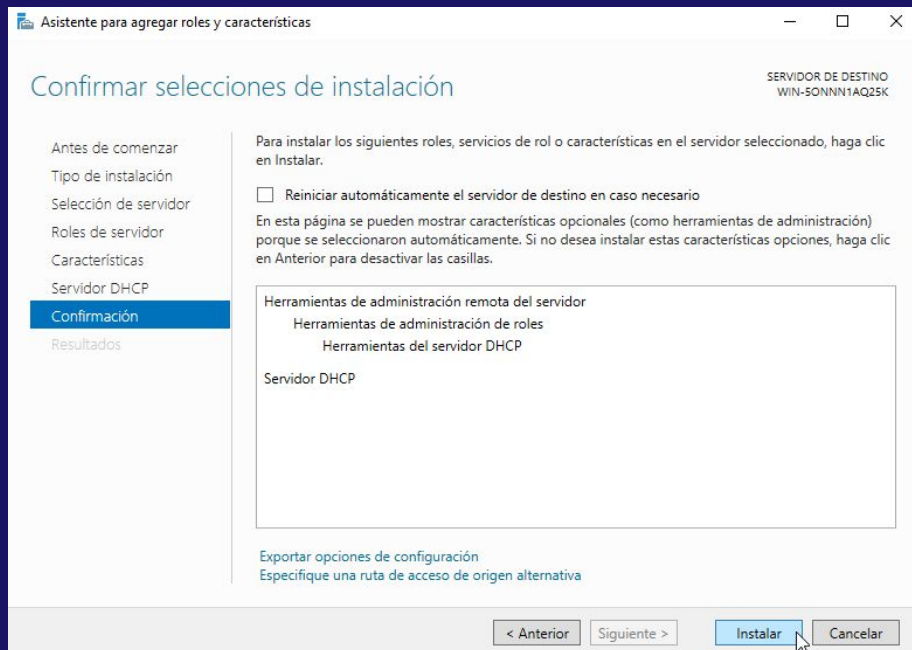 Asistente para agregar roles y características
Confirmar selecciones de instalación
SERVIDOR DE DESTINO
WIN-5ONNN1AQ25K
Antes de comenzar
Tipo de instalación
Selección de servidor
Roles de servidor
Características
Servidor DHCP
Confirmación
Resultados
Para instalar los siguientes roles, servicios de rol o características en el servidor seleccionado, haga clic
en Instalar.
Reiniciar automáticamente el servidor de destino en caso necesario
En esta página se pueden mostrar características opcionales (como herramientas de administración)
porque se seleccionaron automáticamente. Si no desea instalar estas características opciones, haga clic
en Anterior para desactivar las casillas.
Herramientas de administración remota del servidor
Herramientas de administración de roles
Herramientas del servidor DHCP
Servidor DHCP
Exportar opciones de configuración
Especifique una ruta de acceso de origen alternativa
< Anterior
Siguiente >
Instalar
Cancelar